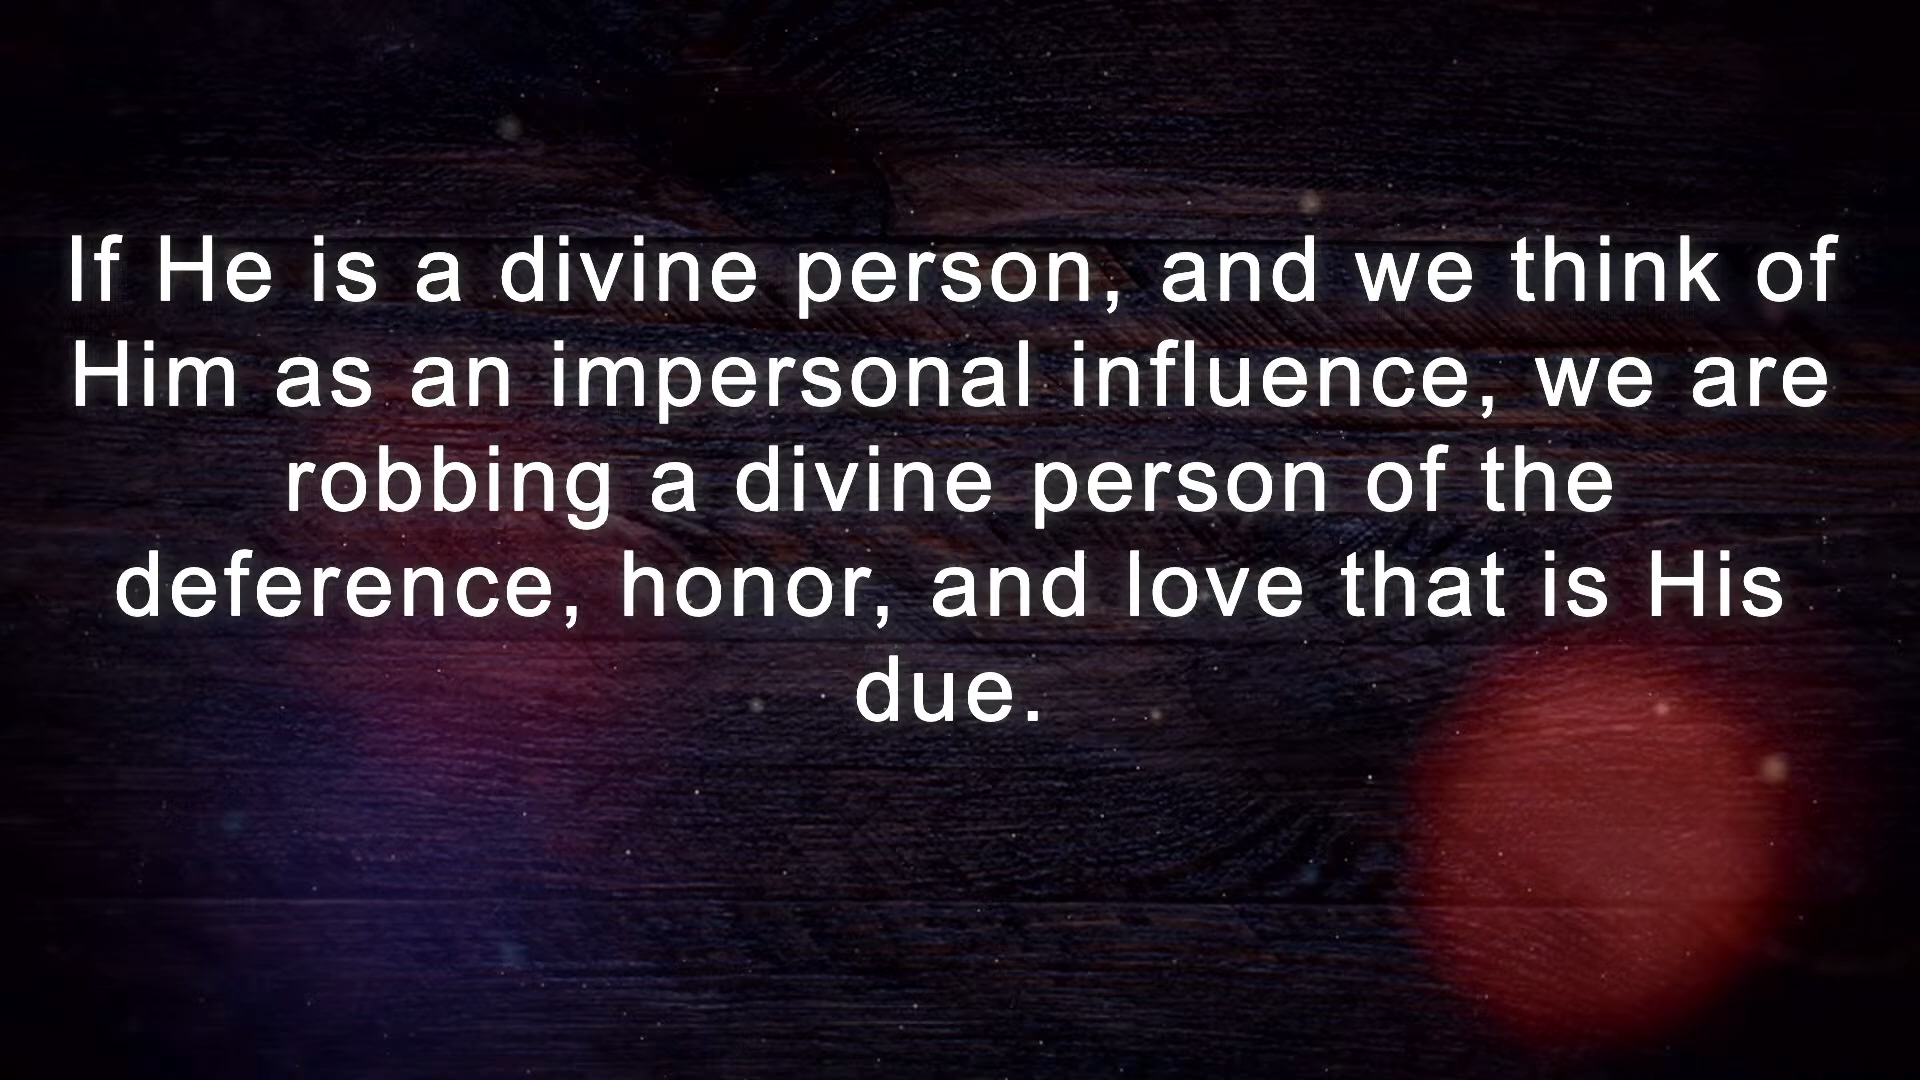 If He is a divine person, and we think of
Him as an impersonal influence, we are
robbing a divine person of the
deference, honor, and love that is His
due.